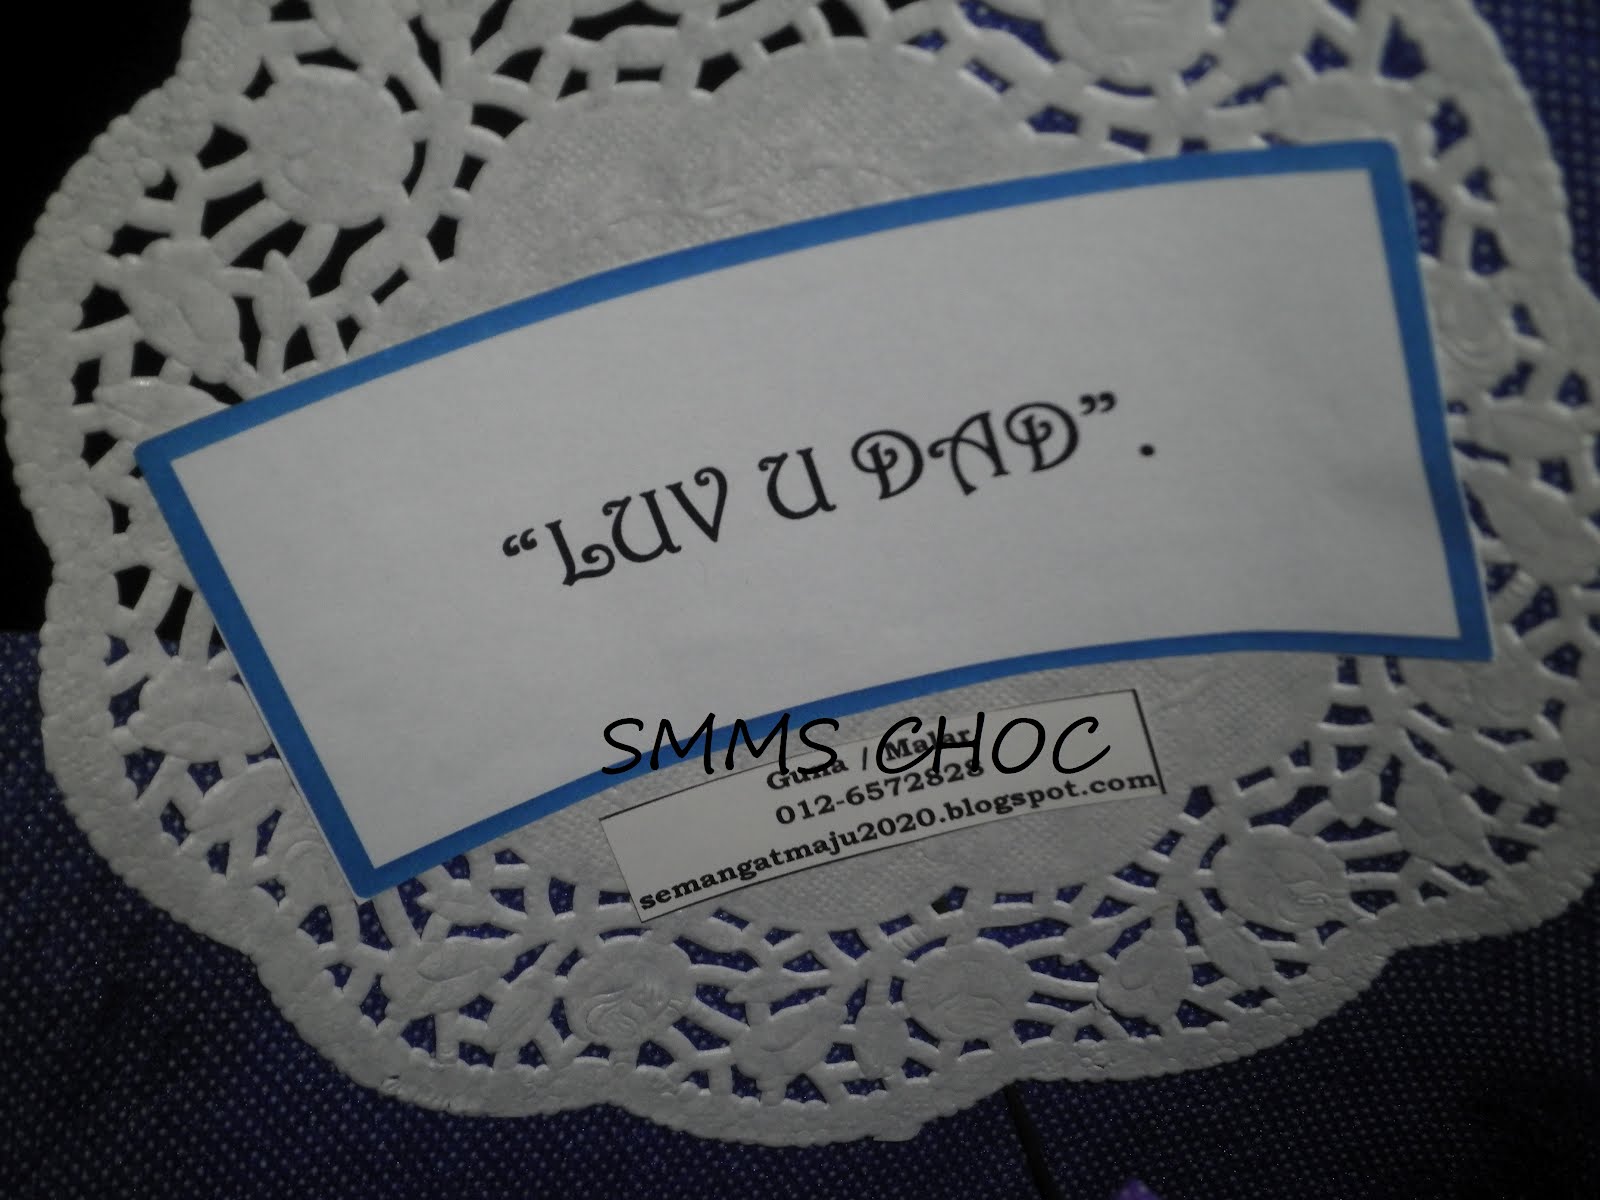 “LUV U DAD”.
SMMS CHOC
Guna / Malar
012-6572828
semangatmaju2020.blogspot.com